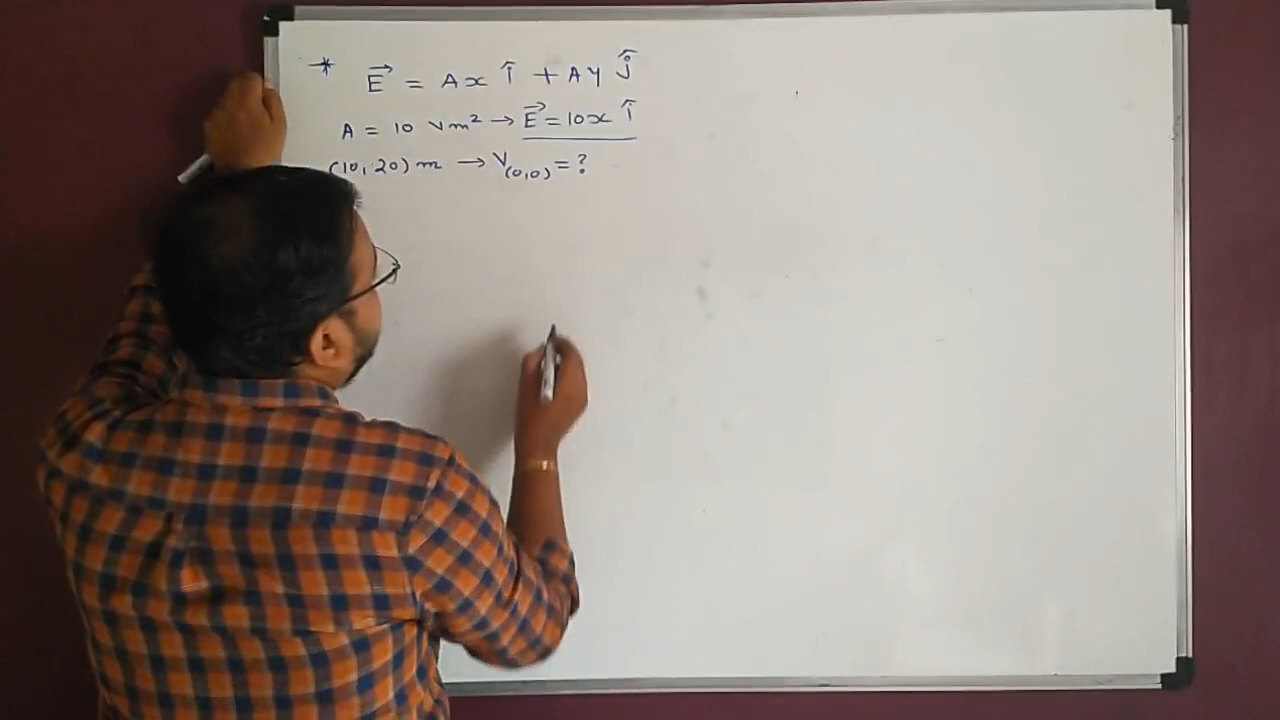 * E⃗ = Ax î + Ay ĵ
A = 10 Vm² → E⃗ = 10x î
(10, 20) m → V(0,0) = ?